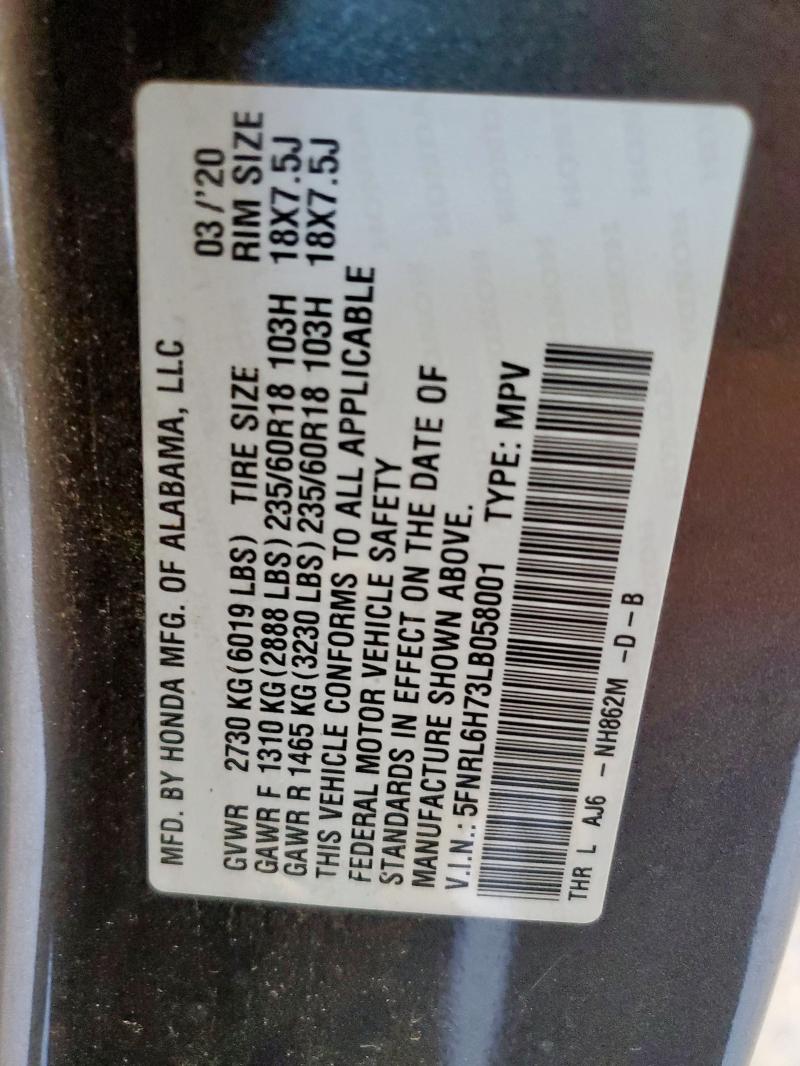 MFD. BY HONDA MFG. OF ALABAMA, LLC
03/'20
GVWR 2730 KG(6019 LBS) TIRE SIZE RIM SIZE
GAWR F 1310 KG(2888 LBS) 235/60R18 103H 18X7.5J
GAWR R 1465 KG(3230 LBS) 235/60R18 103H 18X7.5J
THIS VEHICLE CONFORMS TO ALL APPLICABLE
FEDERAL MOTOR VEHICLE SAFETY
STANDARDS IN EFFECT ON THE DATE OF
MANUFACTURE SHOWN ABOVE.
V.I.N.: 5FNRL6H73LB058001 TYPE: MPV
THR L AJ6 - NH862M -D-B